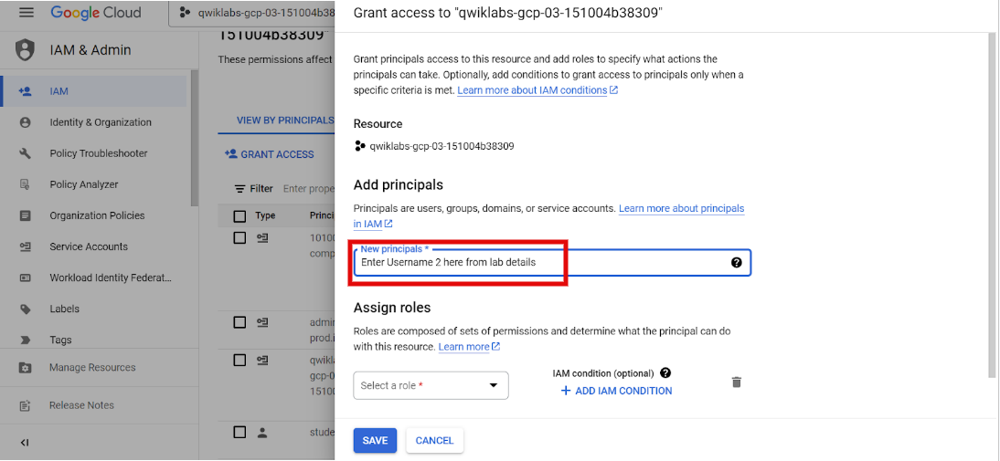 Google Cloud
qwiklabs-gcp-03-151004b38
IAM & Admin
IAM
Identity & Organization
Policy Troubleshooter
Policy Analyzer
Organization Policies
Service Accounts
Workload Identity Federat...
Labels
Tags
Manage Resources
Release Notes
151004b38309"
These permissions affect
VIEW BY PRINCIPALS
GRANT ACCESS
Filter Enter prope
Type Princip
10100
comp
admin
prod.i
qwikla
gcp-0
15100
stude
Grant access to "qwiklabs-gcp-03-151004b38309"
Grant principals access to this resource and add roles to specify what actions the
principals can take. Optionally, add conditions to grant access to principals only when a
specific criteria is met. Learn more about IAM conditions
Resource
qwiklabs-gcp-03-151004b38309
Add principals
Principals are users, groups, domains, or service accounts. Learn more about principals
in IAM
New principals *
Enter Username 2 here from lab details
?
Assign roles
Roles are composed of sets of permissions and determine what the principal can do
with this resource. Learn more
Select a role *
IAM condition (optional) ?
+ ADD IAM CONDITION
SAVE CANCEL